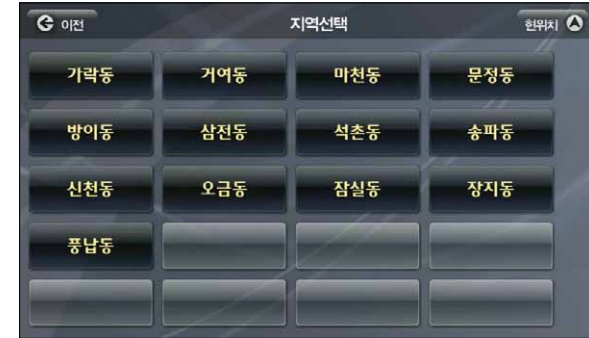 이전 지역선택 현위치
가락동 거여동 마천동 문정동
방이동 삼전동 석촌동 송파동
신천동 오금동 잠실동 장지동
풍납동